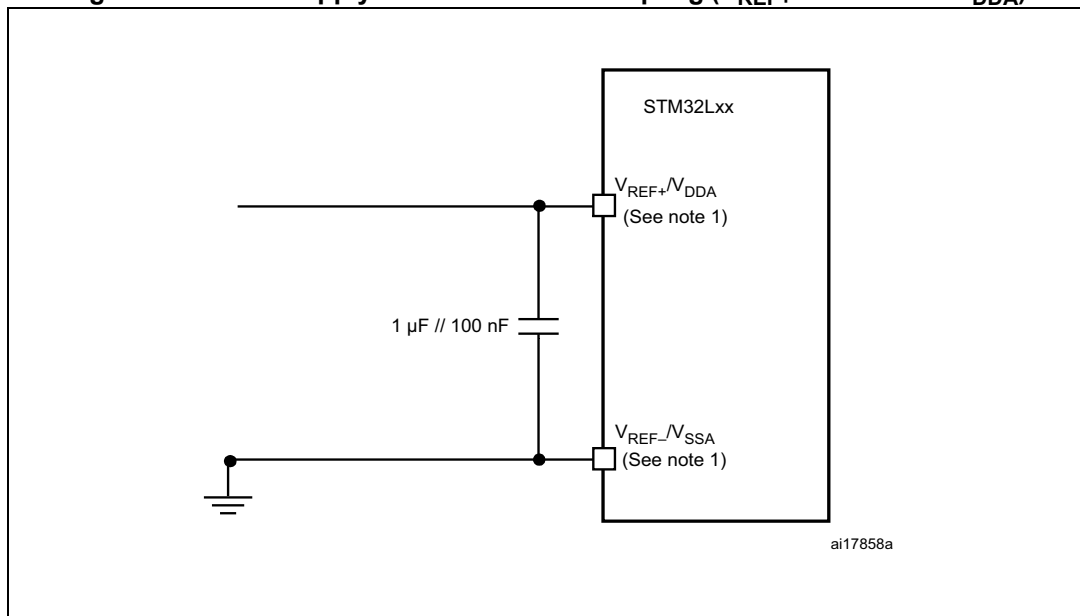 STM32Lxx
VREF+/VDDA
(See note 1)
1 µF // 100 nF
VREF–/VSSA
(See note 1)
ai17858a